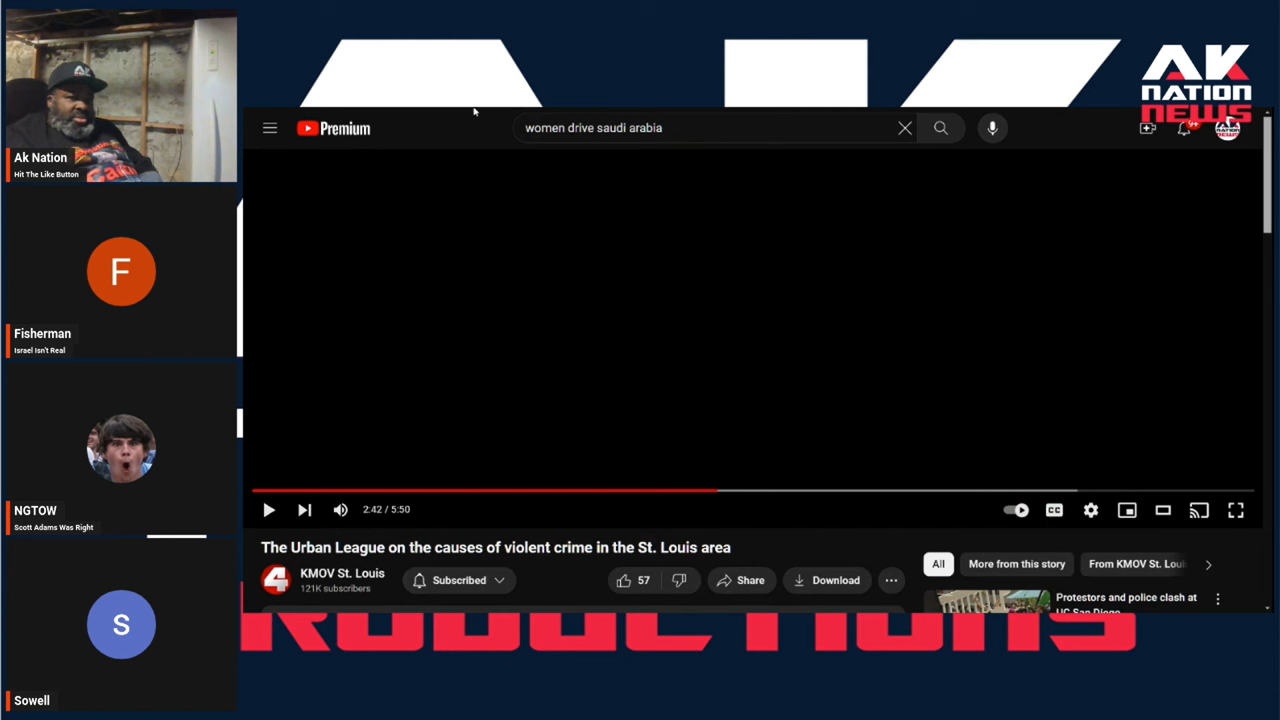 Ak Nation
Hit The Like Button
F
Fisherman
Israel Isn't Real
NGTOW
Scott Adams Was Right
S
Sowell
AK
NATION
NEWS
Premium
women drive saudi arabia
9+
2:42 / 5:50
CC
The Urban League on the causes of violent crime in the St. Louis area
4
KMOV St. Louis
121K subscribers
Subscribed
57
Share
Download
All
More from this story
From KMOV St. Loui
Protestors and police clash at
UC San Diego